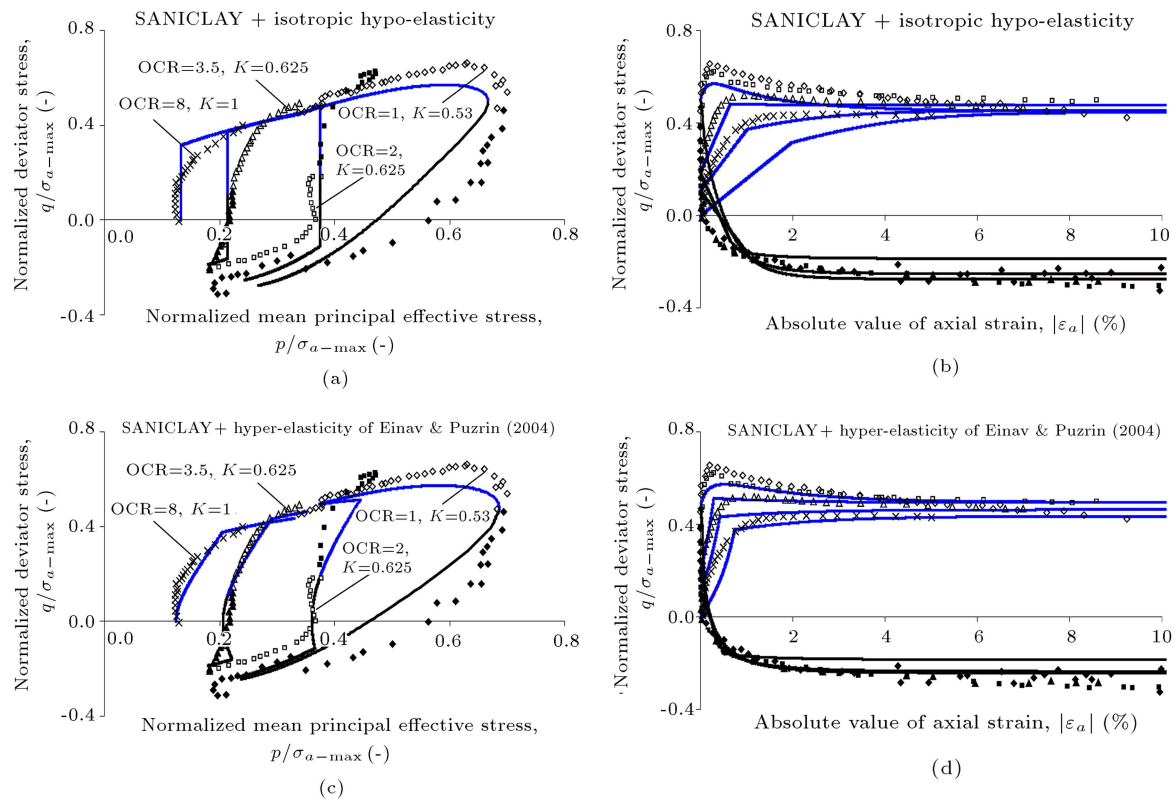 SANICLAY + isotropic hypo-elasticity
Normalized deviator stress,
q/σa−max (-)
0.8
0.4
0.0
-0.4
0.0
0.2
0.4
0.6
0.8
OCR=3.5, K=0.625
OCR=8, K=1
OCR=1, K=0.53
OCR=2,
K=0.625
Normalized mean principal effective stress,
p/σa−max (-)
(a)
SANICLAY + isotropic hypo-elasticity
Normalized deviator stress,
q/σa−max (-)
0.8
0.4
0.0
-0.4
2
4
6
8
10
Absolute value of axial strain, |εa| (%)
(b)
SANICLAY+ hyper-elasticity of Einav & Puzrin (2004)
Normalized deviator stress,
q/σa−max (-)
0.8
0.4
0.0
-0.4
0.0
0.2
0.4
0.6
0.8
OCR=3.5, K=0.625
OCR=8, K=1
OCR=1, K=0.53
OCR=2,
K=0.625
Normalized mean principal effective stress,
p/σa−max (-)
(c)
SANICLAY+ hyper-elasticity of Einav & Puzrin (2004)
Normalized deviator stress,
q/σa−max (-)
0.8
0.4
0.0
-0.4
2
4
6
8
10
Absolute value of axial strain, |εa| (%)
(d)